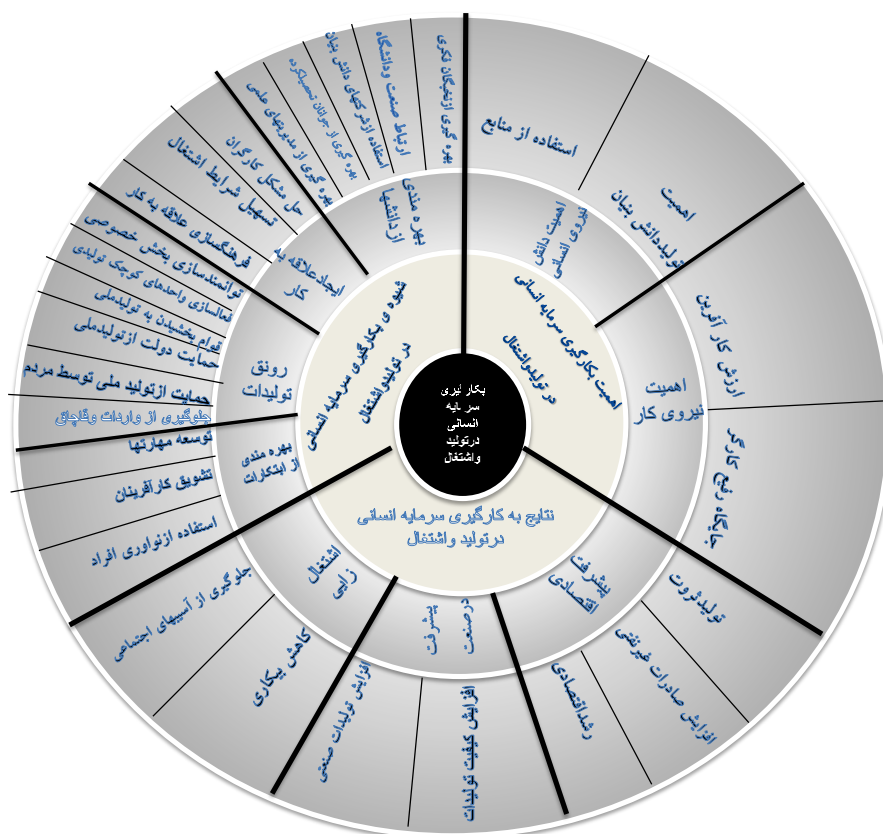 بکار گیری
سرمایه
انسانی
درتولید
واشتغال
اهمیت بکارگیری سرمایه انسانی
در تولیدواشتغال
نتایج به کارگیری سرمایه انسانی
درتولید واشتغال
شیوه ی بکارگیری سرمایه انسانی
در تولیدواشتغال
اهمیت دانش
نیروی انسانی
اهمیت
نیروی کار
پیشرفت
اقتصادی
پیشرفت
درصنعت
اشتغال
زایی
بهره مندی
از ابتکارات
رونق
تولیدات
ایجادعلاقه به
کار
بهره مندی
ازدانشها
استفاده از منابع
اهمیت
تولیددانش بنیان
ارزش کار آفرین
جایگاه رفیع کارگر
تولیدثروت
افزایش صادرات غیرنفتی
رشداقتصادی
افزایش کیفیت تولیدات
افزایش تولیدات صنعتی
کاهش بیکاری
جلوگیری از آسیبهای اجتماعی
استفاده ازنوآوری افراد
تشویق کارآفرینان
توسعه مهارتها
جلوگیری از واردات وقاچاق
حمایت ازتولید ملی توسط مردم
حمایت دولت ازتولیدملی
قوام بخشیدن به تولیدملی
فعالسازی واحدهای کوچک تولیدی
توانمندسازی بخش خصوصی
فرهنگسازی علاقه به کار
تسهیل شرایط اشتغال
حل مشکل کارگران
بهره گیری از مدیریتهای علمی
بهره گیری از جوانان تحصیلکرده
استفاده ازشرکتهای دانش بنیان
ارتباط صنعت ودانشگاه
بهره گیری ازنخبگان فکری